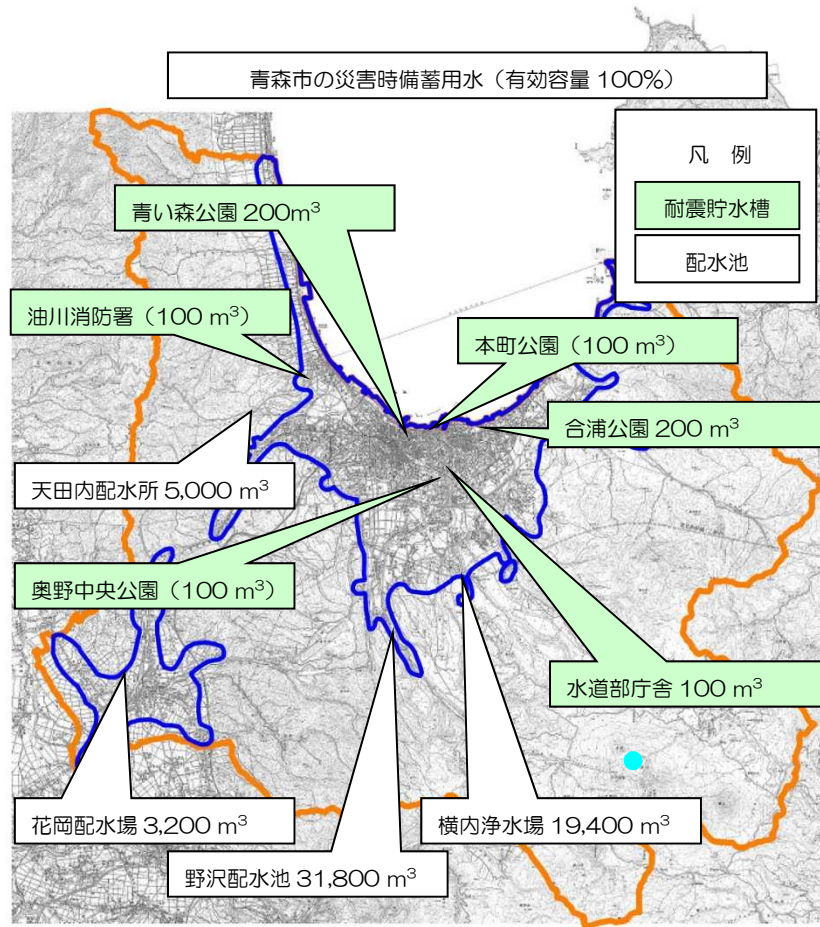 青森市の災害時備蓄用水（有効容量 100%）
凡 例
耐震貯水槽
配水池
青い森公園 200m³
油川消防署（100 m³）
本町公園（100 m³）
合浦公園 200 m³
天田内配水所 5,000 m³
奥野中央公園（100 m³）
水道部庁舎 100 m³
花岡配水場 3,200 m³
横内浄水場 19,400 m³
野沢配水池 31,800 m³